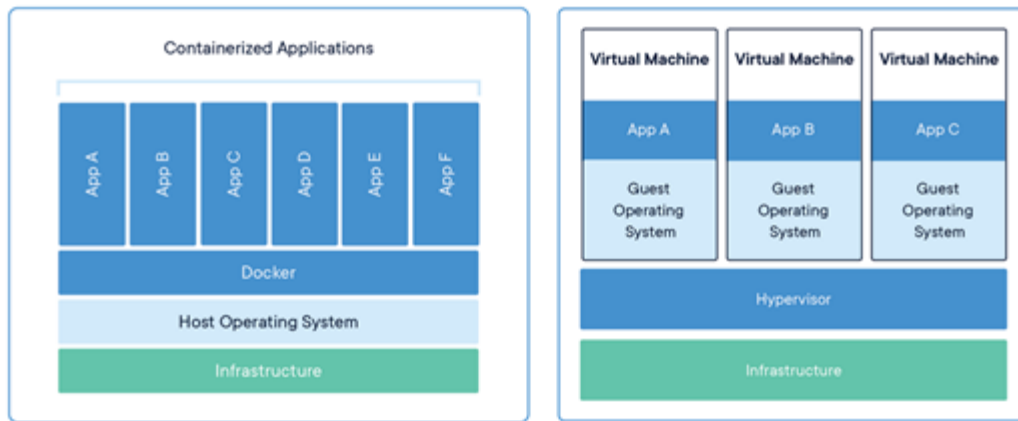 Containerized Applications
App A
App B
App C
App D
App E
App F
Docker
Host Operating System
Infrastructure
Virtual Machine
App A
Guest
Operating
System
Virtual Machine
App B
Guest
Operating
System
Virtual Machine
App C
Guest
Operating
System
Hypervisor
Infrastructure